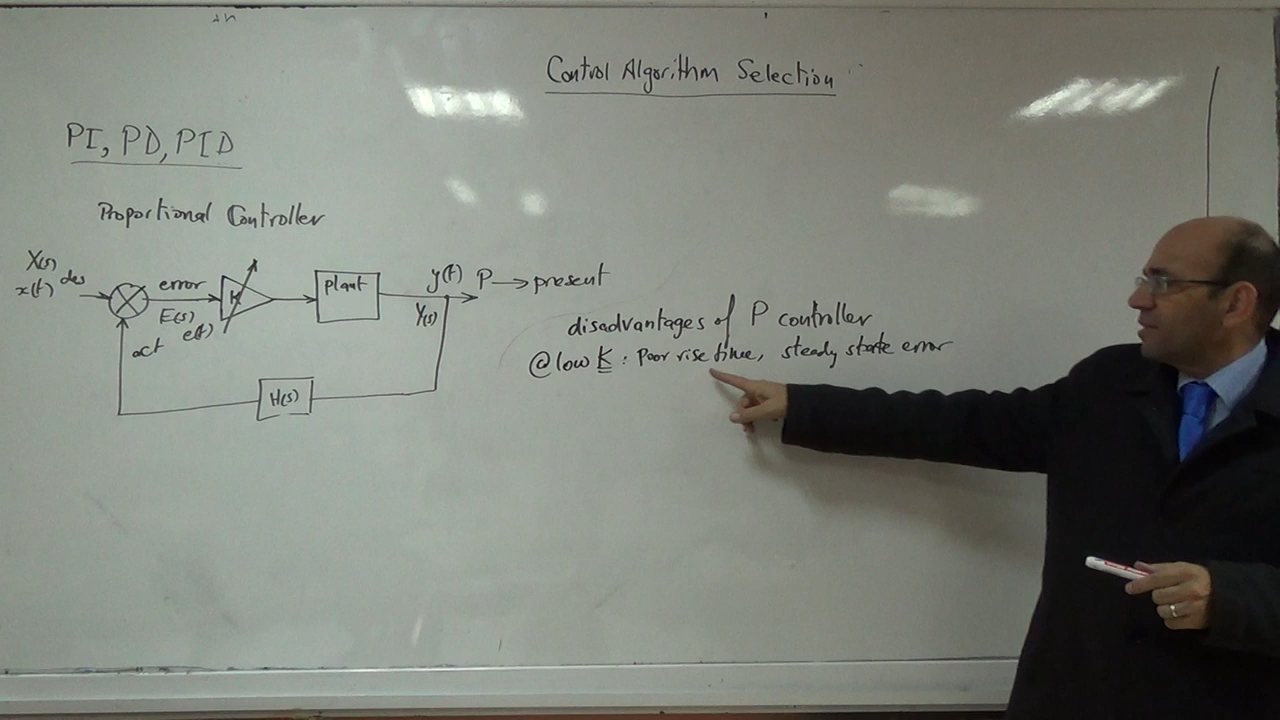 Control Algorithm Selection
PI, PD, PID
Proportional Controller
X(s)
x(t) des
error
E(s)
e(t)
act
K
plant
y(t)
Y(s)
P → present
H(s)
disadvantages of P controller
@ low K : Poor rise time, steady state error